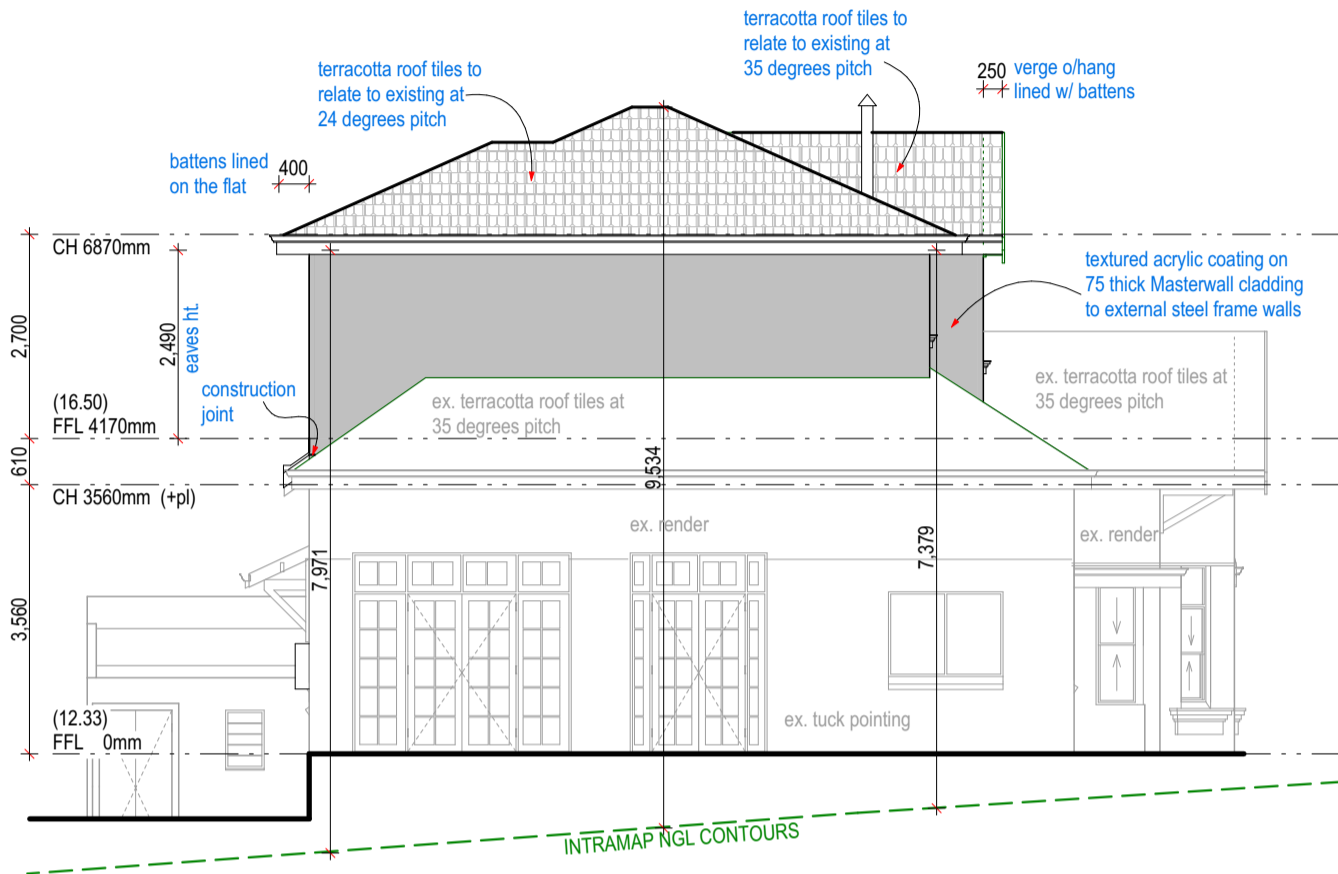 terracotta roof tiles to
relate to existing at
35 degrees pitch
250
verge o/hang
lined w/ battens
terracotta roof tiles to
relate to existing at
24 degrees pitch
battens lined
on the flat
400
CH 6870mm
textured acrylic coating on
75 thick Masterwall cladding
to external steel frame walls
2,700
2,490
eaves ht.
construction
joint
(16.50)
FFL 4170mm
ex. terracotta roof tiles at
35 degrees pitch
ex. terracotta roof tiles at
35 degrees pitch
610
9,534
CH 3560mm (+pl)
ex. render
ex. render
7,971
7,379
3,560
(12.33)
FFL 0mm
ex. tuck pointing
INTRAMAP NGL CONTOURS